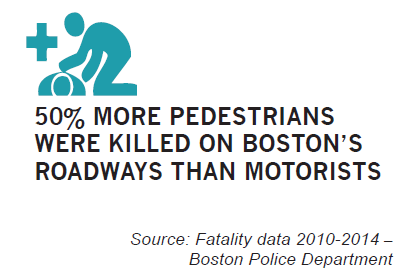 50% MORE PEDESTRIANS
WERE KILLED ON BOSTON'S
ROADWAYS THAN MOTORISTS
Source: Fatality data 2010-2014 –
Boston Police Department